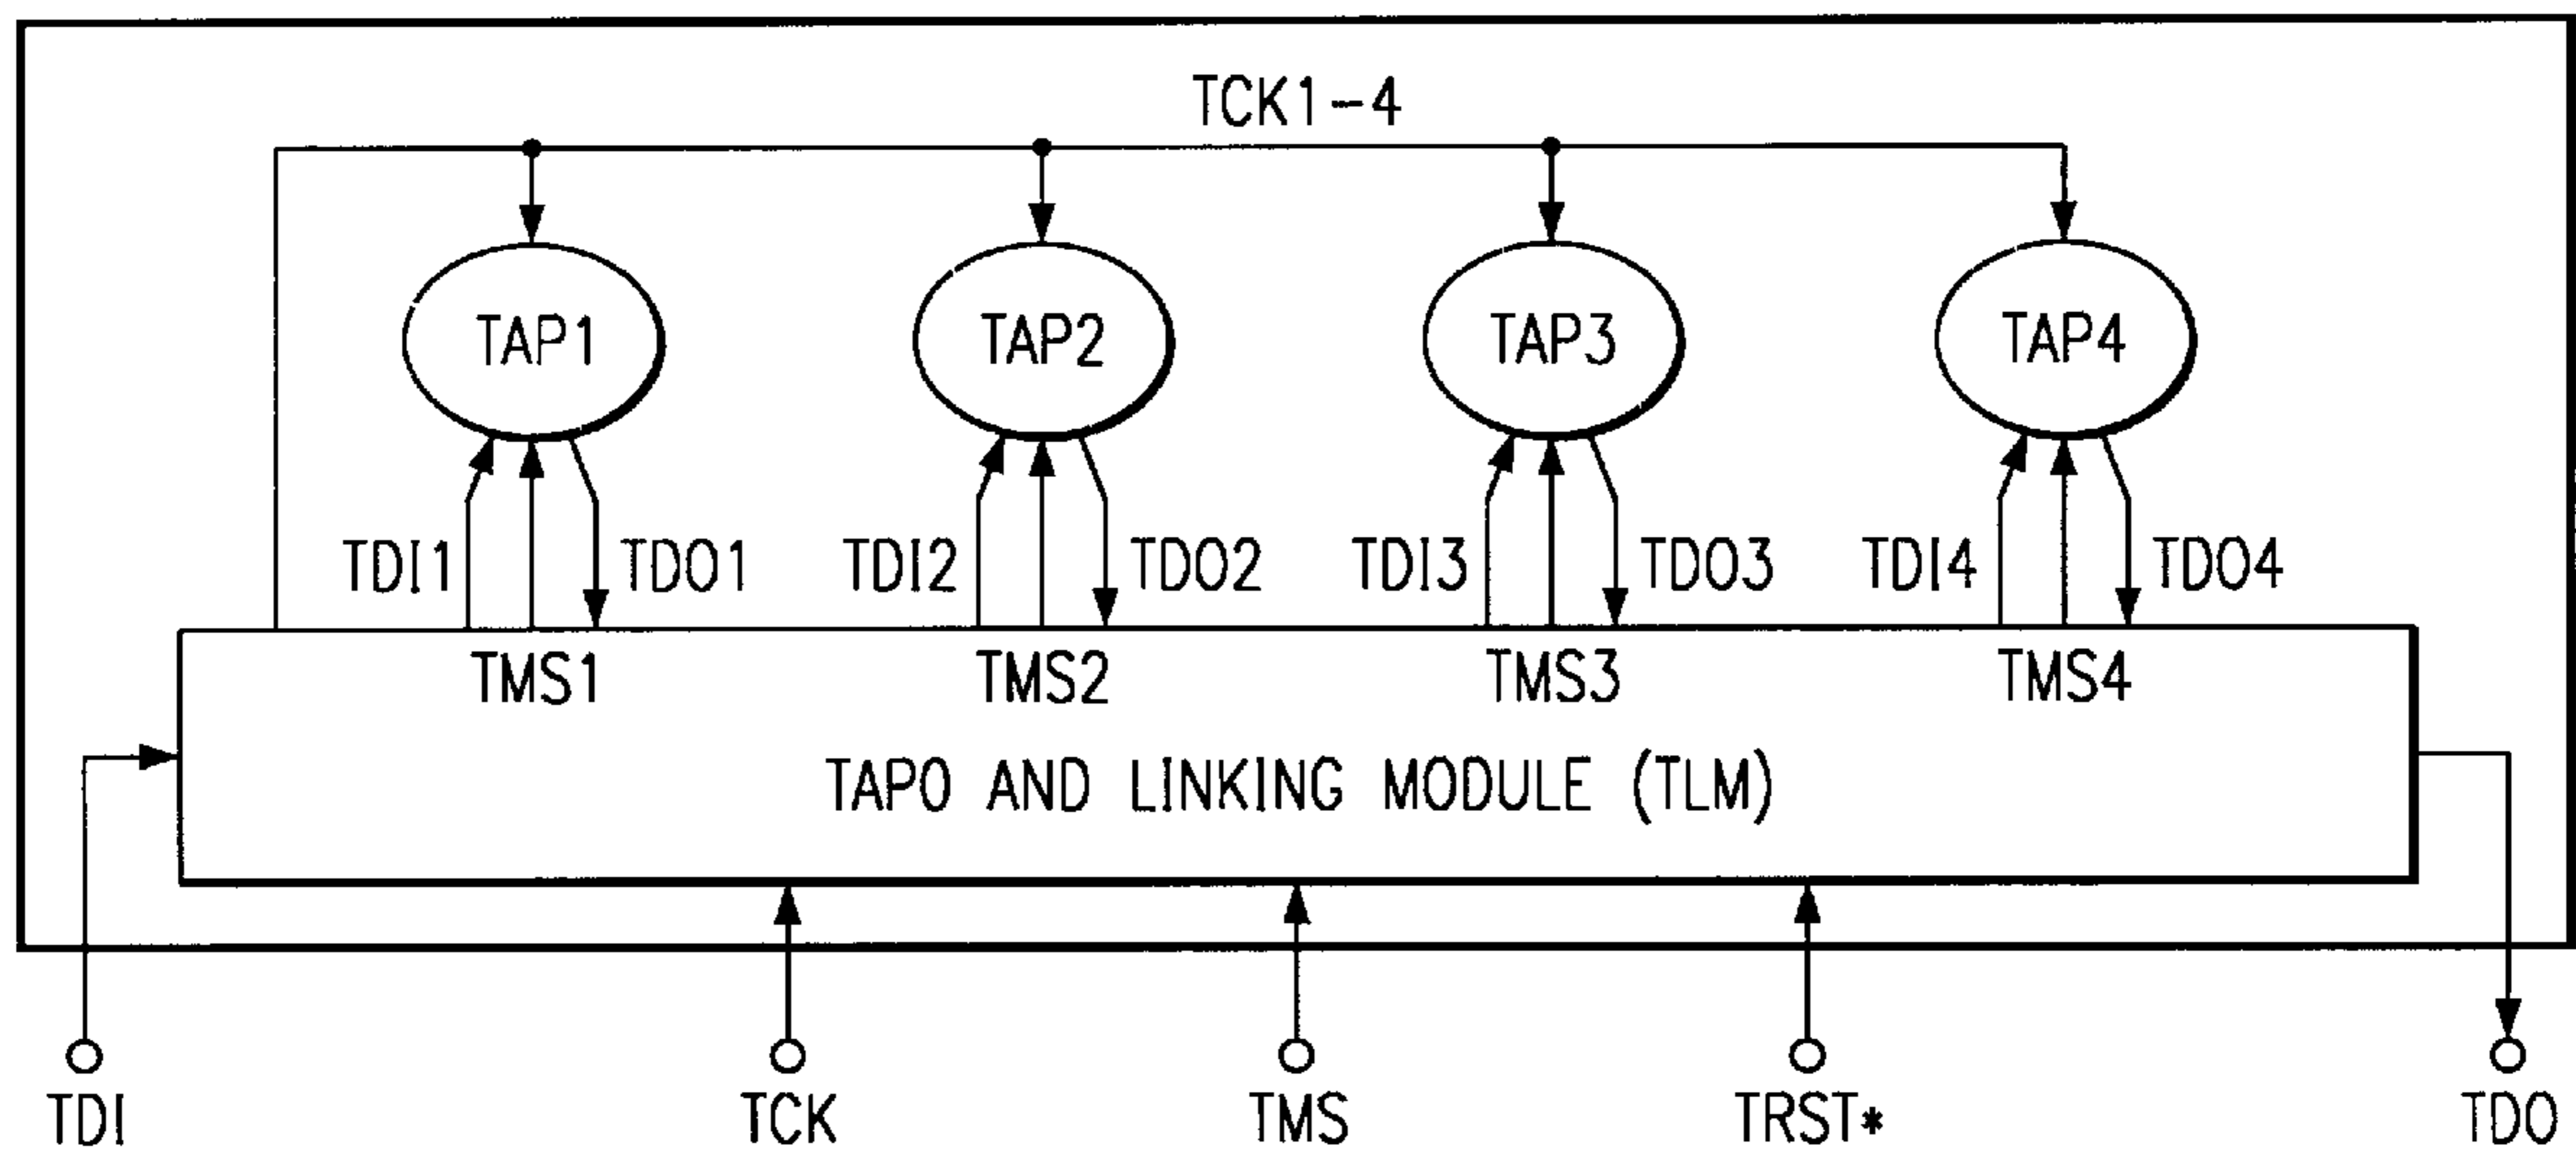 TCK1-4
TAP1 TAP2 TAP3 TAP4
TDI1 TDO1 TDI2 TDO2 TDI3 TDO3 TDI4 TDO4
TMS1 TMS2 TMS3 TMS4
TAP0 AND LINKING MODULE (TLM)
TDI TCK TMS TRST* TDO